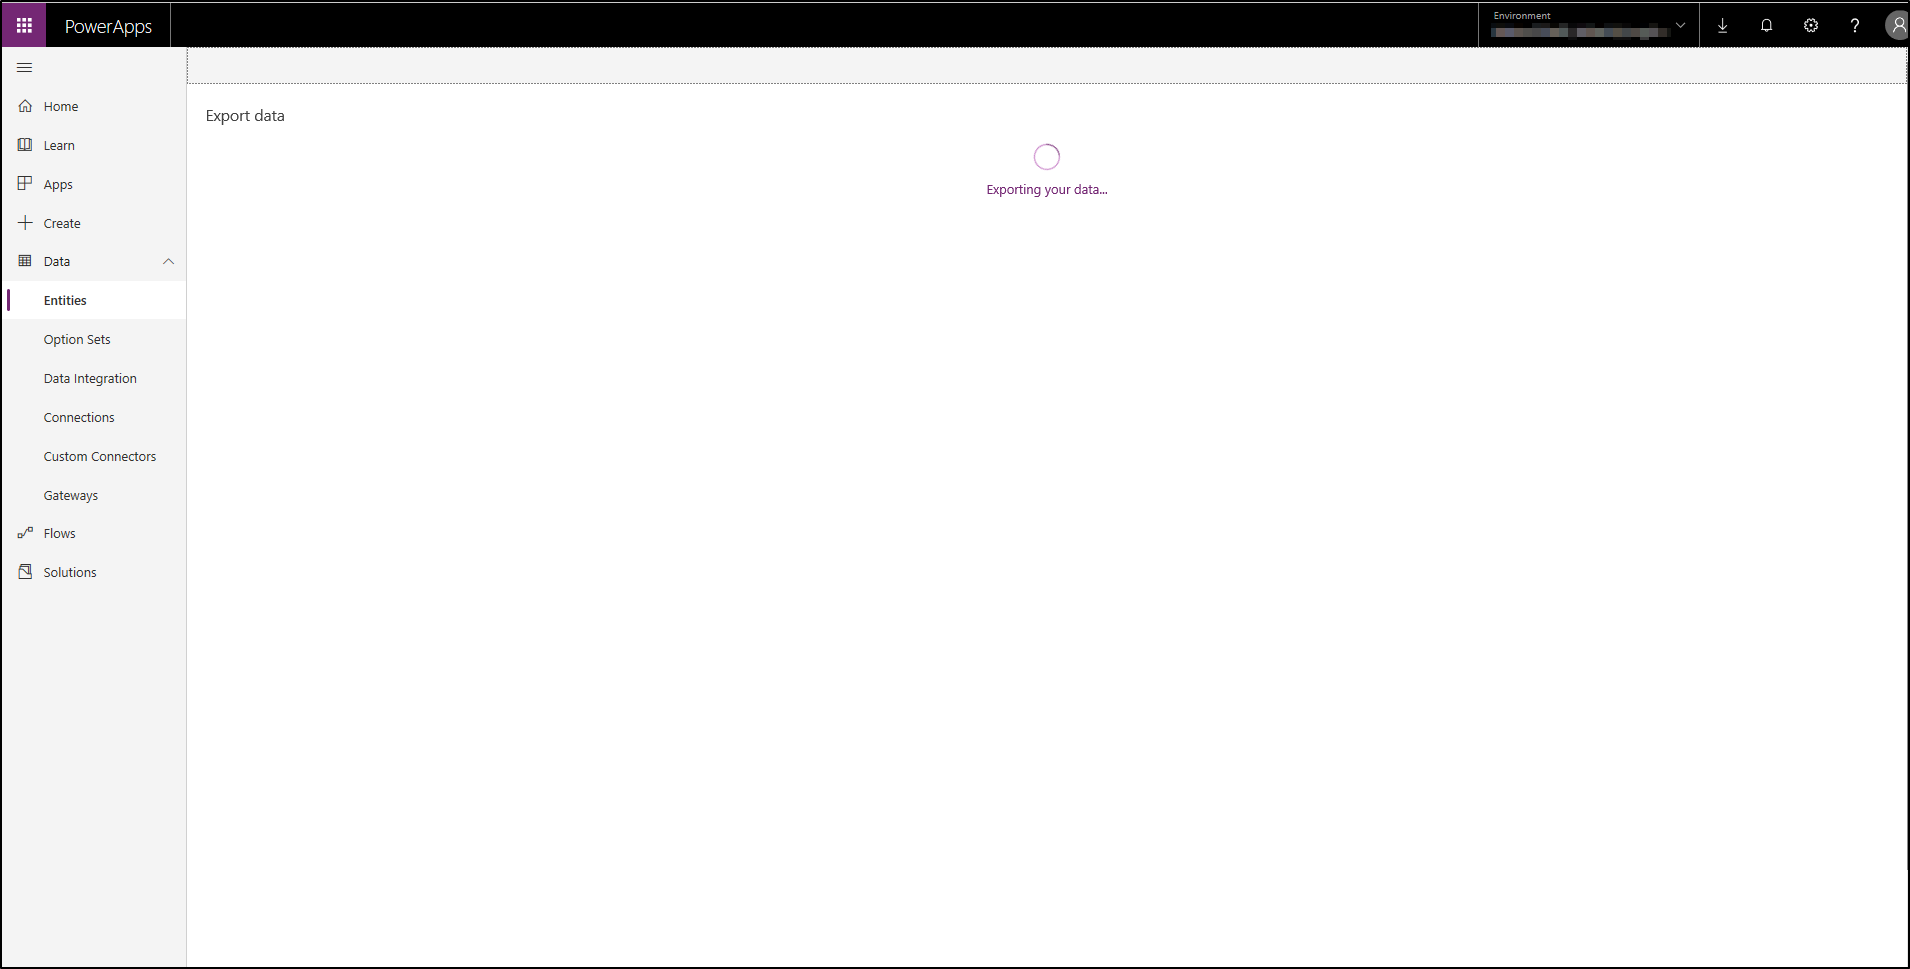 PowerApps
Environment
?
Home
Learn
Apps
Create
Data
Entities
Option Sets
Data Integration
Connections
Custom Connectors
Gateways
Flows
Solutions
Export data
Exporting your data...